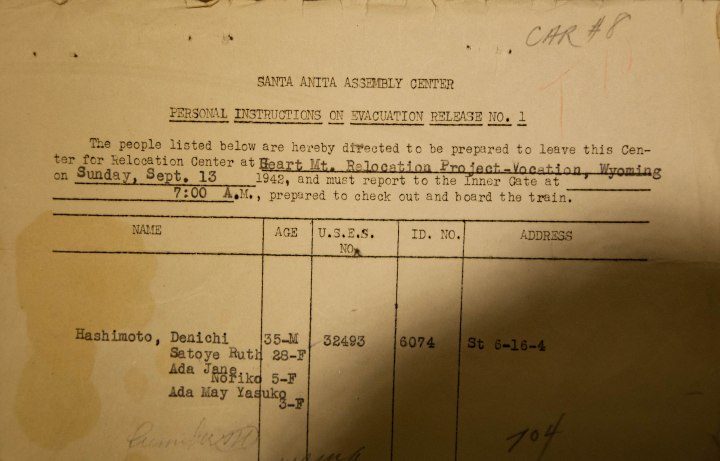 CAR #8
SANTA ANITA ASSEMBLY CENTER
PERSONAL INSTRUCTIONS ON EVACUATION RELEASE NO. 1
The people listed below are hereby directed to be prepared to leave this Cen-
ter for Relocation Center at Heart Mt. Relocation Project-Vocation, Wyoming
on Sunday, Sept. 13 1942, and must report to the Inner Gate at
7:00 A.M., prepared to check out and board the train.
NAME AGE U.S.E.S. NO. ID. NO. ADDRESS
Hashimoto, Denichi 35-M 32493 6074 St 6-16-4
Satoye Ruth 28-F
Ada Jane
Noriko 5-F
Ada May Yasuko
3-F
704